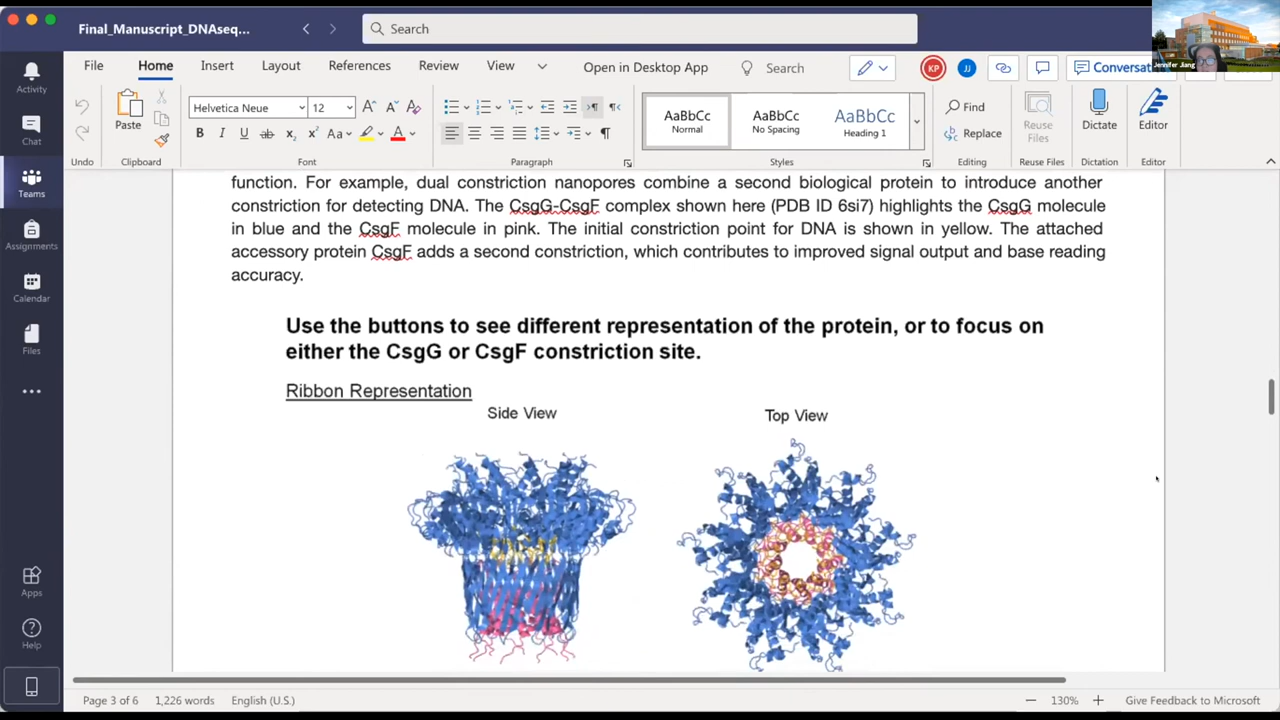 Final_Manuscript_DNAseq...
Search
Jennifer Jiang
File Home Insert Layout References Review View Open in Desktop App Search KP JJ Conversat
Activity
Chat
Teams
Assignments
Calendar
Files
Apps
Help
Helvetica Neue 12
Paste
AaBbCc AaBbCc AaBbCc
Normal No Spacing Heading 1
Find
Replace
Reuse Files
Dictate
Editor
Undo Clipboard Font Paragraph Styles Editing Reuse Files Dictation Editor
function. For example, dual constriction nanopores combine a second biological protein to introduce another
constriction for detecting DNA. The CsgG-CsgF complex shown here (PDB ID 6si7) highlights the CsgG molecule
in blue and the CsgF molecule in pink. The initial constriction point for DNA is shown in yellow. The attached
accessory protein CsgF adds a second constriction, which contributes to improved signal output and base reading
accuracy.
Use the buttons to see different representation of the protein, or to focus on
either the CsgG or CsgF constriction site.
Ribbon Representation
Side View Top View
Page 3 of 6 1,226 words English (U.S.) 130% Give Feedback to Microsoft